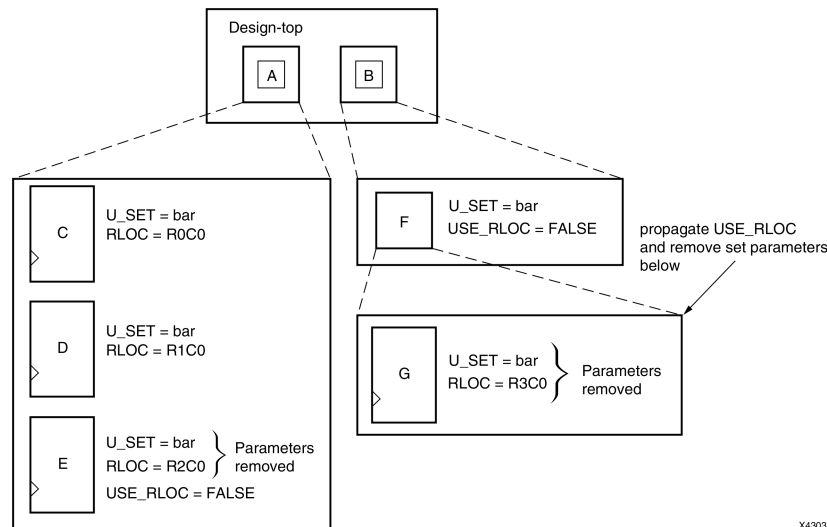 Design-top
A
B
C
U_SET = bar
RLOC = R0C0
D
U_SET = bar
RLOC = R1C0
E
U_SET = bar
RLOC = R2C0
Parameters
removed
USE_RLOC = FALSE
F
U_SET = bar
USE_RLOC = FALSE
propagate USE_RLOC
and remove set parameters
below
G
U_SET = bar
RLOC = R3C0
Parameters
removed
X4303